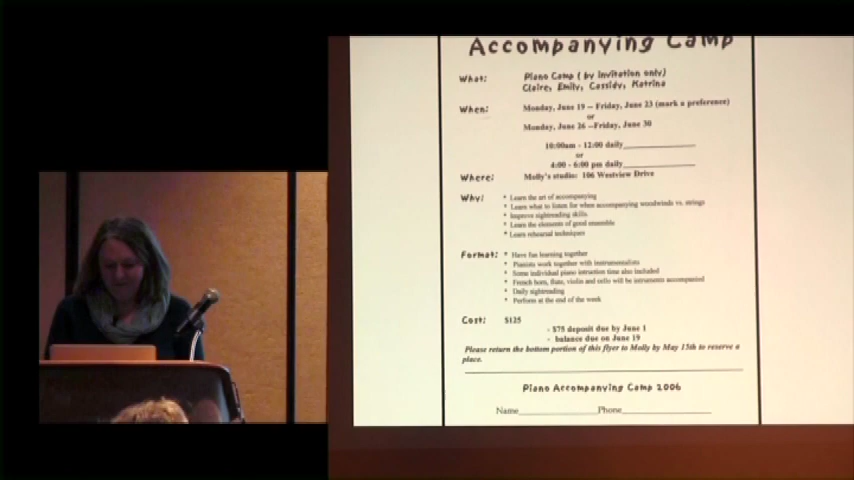 Accompanying Camp
What: Piano Camp ( by invitation only)
Claire, Emily, Cassidy, Katrina
When: Monday, June 19 -- Friday, June 23 (mark a preference)
or
Monday, June 26 --Friday, June 30
10:00am - 12:00 daily
or
4:00 - 6:00 pm daily
Where: Molly's studio: 106 Westview Drive
Why: * Learn the art of accompanying
* Learn what to listen for when accompanying woodwinds vs. strings
* Improve sightreading skills
* Learn the elements of good ensemble
* Learn rehearsal techniques
Format: * Have fun learning together
* Pianists work together with instrumentalists
* Some individual piano intruction time also included
* French horn, flute, violin and cello will be intruments accompanied
* Daily sightreading
* Perform at the end of the week
Cost: $125
- $75 deposit due by June 1
- balance due on June 19
Please return the bottom portion of this flyer to Molly by May 15th to reserve a
place.
Piano Accompanying Camp 2006
Name____________Phone____________